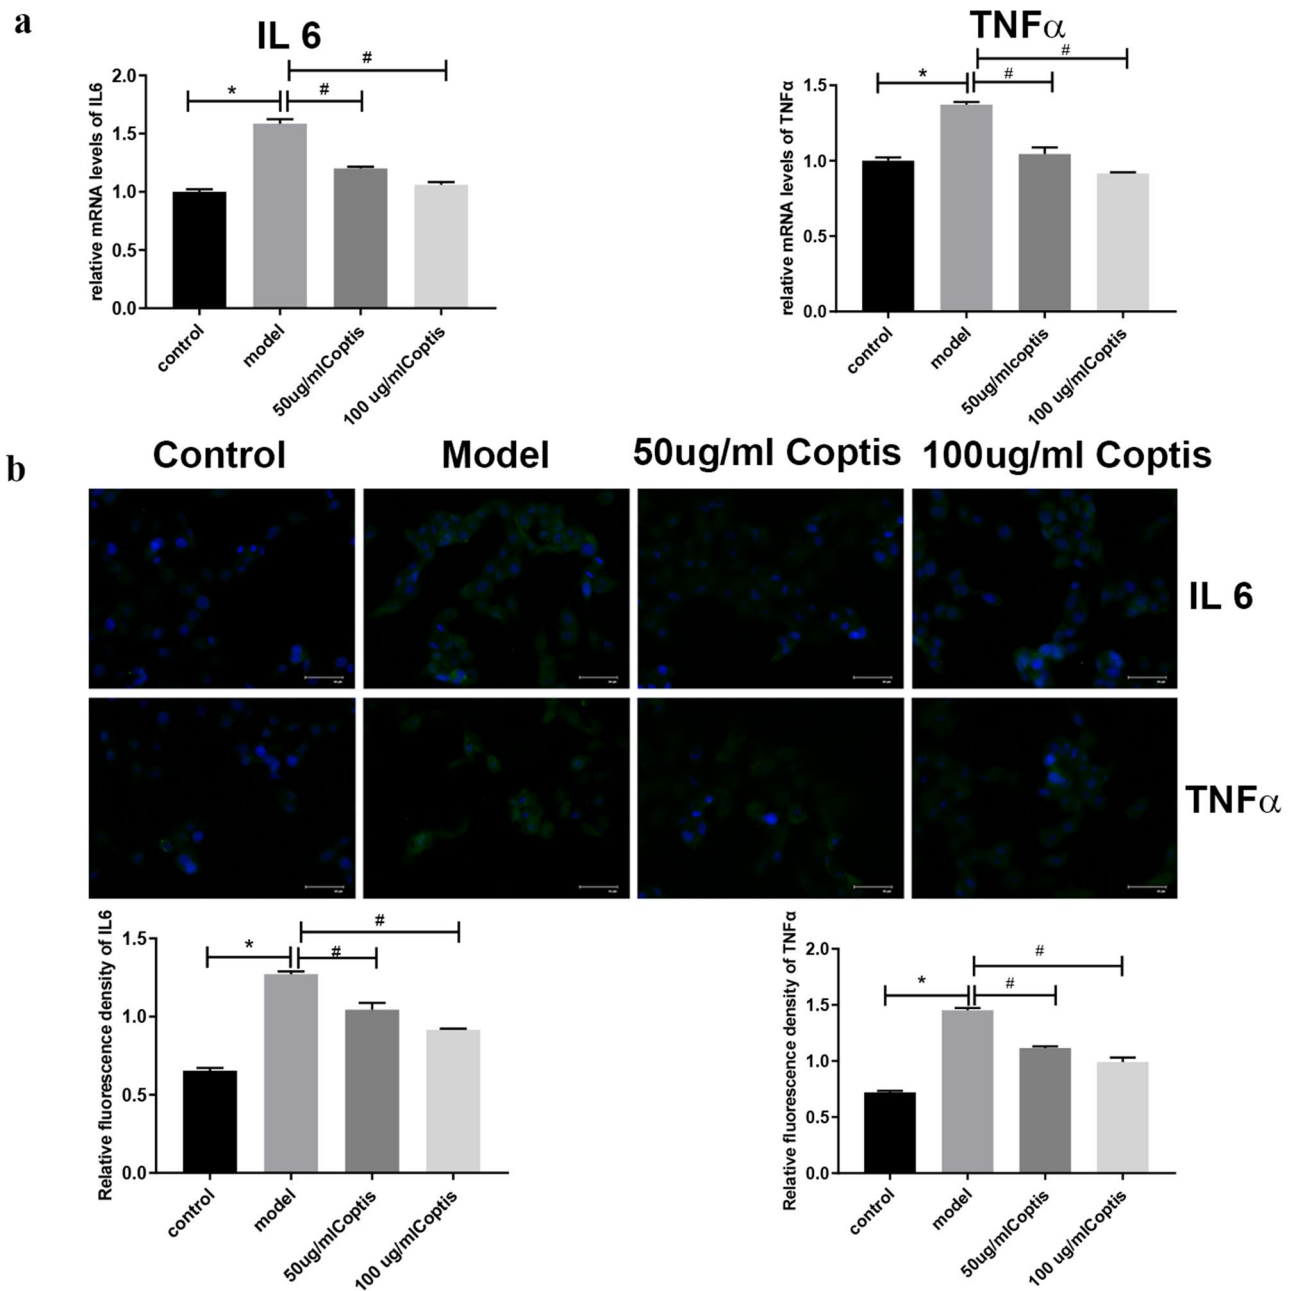 a
IL 6
relative mRNA levels of IL6
2.0
1.5
1.0
0.5
0.0
*
#
#
control
model
50ug/mlCoptis
100 ug/mlCoptis
TNFα
relative mRNA levels of TNFα
1.5
1.0
0.5
0.0
*
#
#
control
model
50ug/mlcoptis
100 ug/mlCoptis
b
Control
Model
50ug/ml Coptis
100ug/ml Coptis
IL 6
TNFα
Relative fluorescence density of IL6
1.5
1.0
0.5
0.0
*
#
#
control
model
50ug/mlCoptis
100 ug/mlCoptis
Relative fluorescence density of TNFα
2.0
1.5
1.0
0.5
0.0
*
#
#
control
model
50ug/mlCoptis
100 ug/mlCoptis